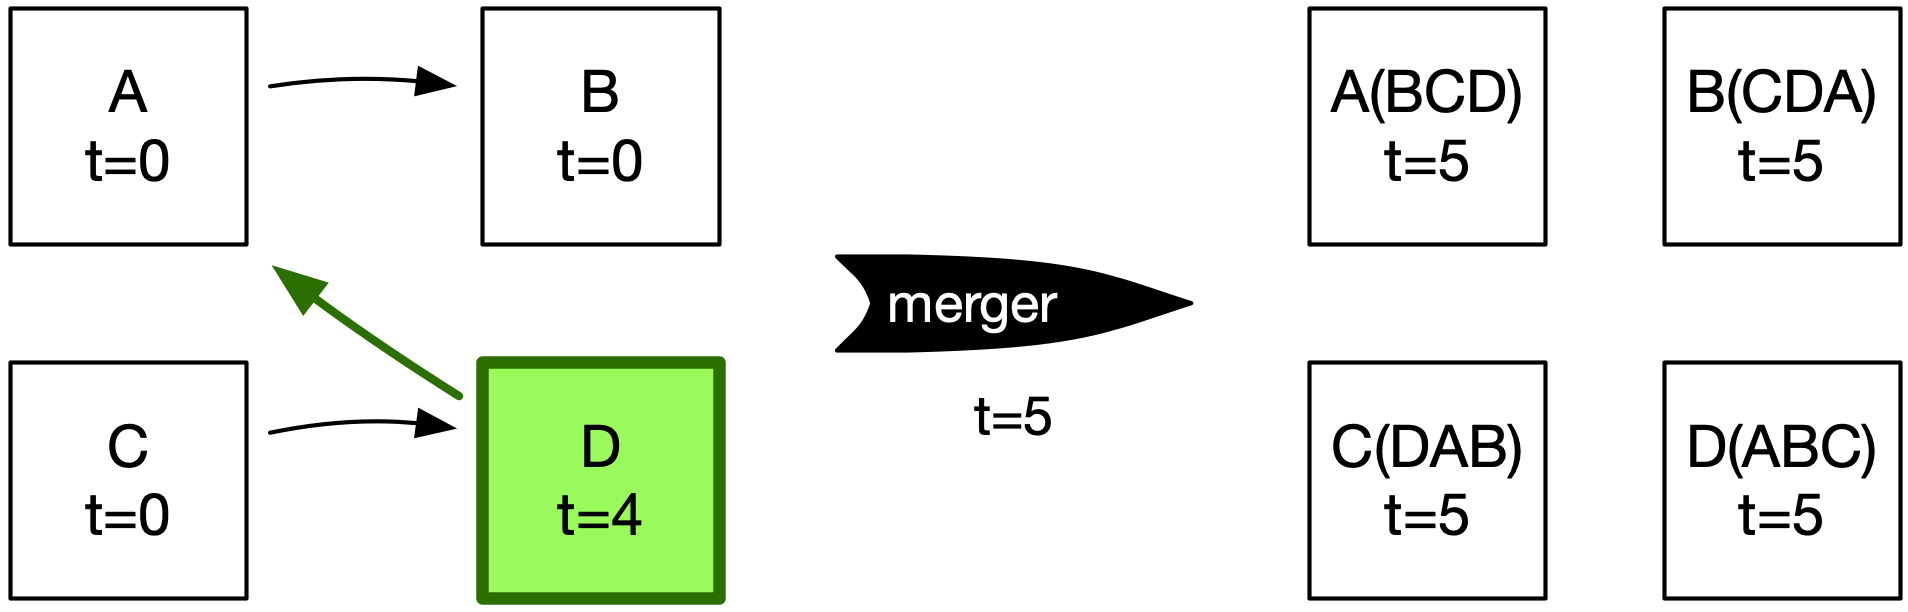 A
t=0
B
t=0
C
t=0
D
t=4
merger
t=5
A(BCD)
t=5
B(CDA)
t=5
C(DAB)
t=5
D(ABC)
t=5